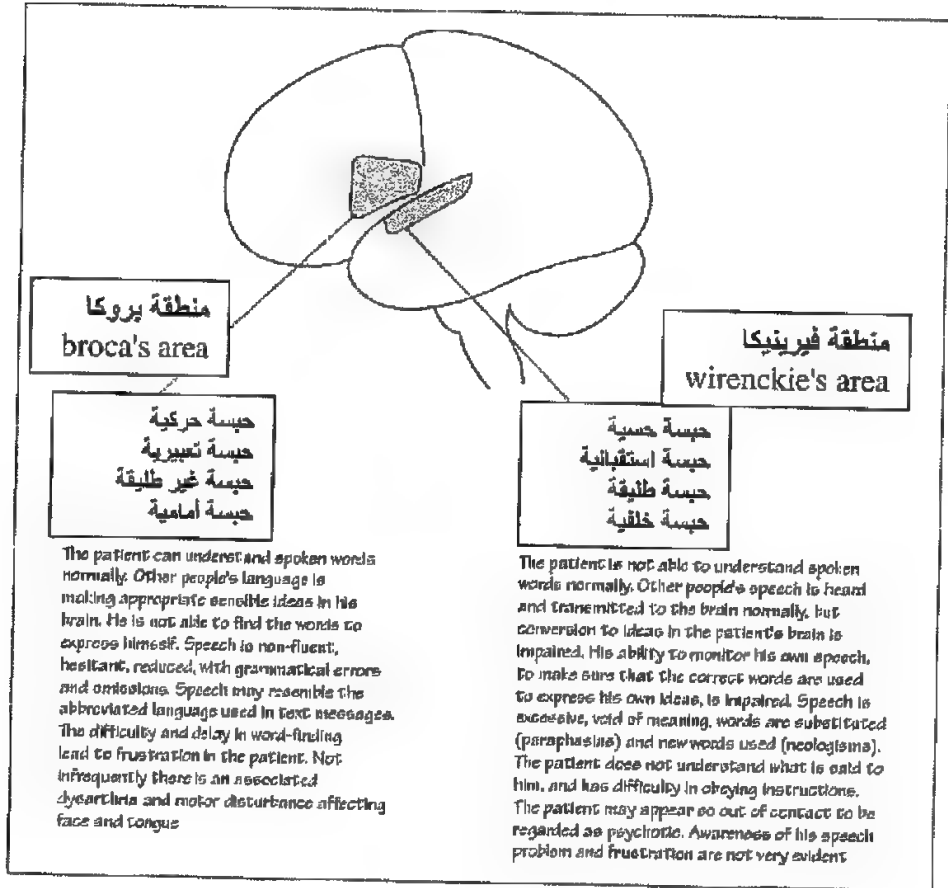 منطقة بروكا
broca's area
حبسة حركية
حبسة تعبيرية
حبسة غير طليقة
حبسة أمامية
The patient can understand spoken words
normally. Other people's language is
making appropriate sensible ideas in his
brain. He is not able to find the words to
express himself. Speech is non-fluent,
hesitant, reduced, with grammatical errors
and omissions. Speech may resemble the
abbreviated language used in text messages.
The difficulty and delay in word-finding
lead to frustration in the patient. Not
infrequently there is an associated
dysarthria and motor disturbance affecting
face and tongue
منطقة فيرينيكا
wirenckie's area
حبسة حسية
حبسة استقبالية
حبسة طليقة
حبسة خلفية
The patient is not able to understand spoken
words normally. Other people's speech is heard
and transmitted to the brain normally, but
conversion to ideas in the patient's brain is
impaired. His ability to monitor his own speech,
to make sure that the correct words are used
to express his own ideas, is impaired. Speech is
excessive, void of meaning, words are substituted
(paraphasias) and new words used (neologisms).
The patient does not understand what is said to
him, and has difficulty in obeying instructions.
The patient may appear so out of contact to be
regarded as psychotic. Awareness of his speech
problem and frustration are not very evident